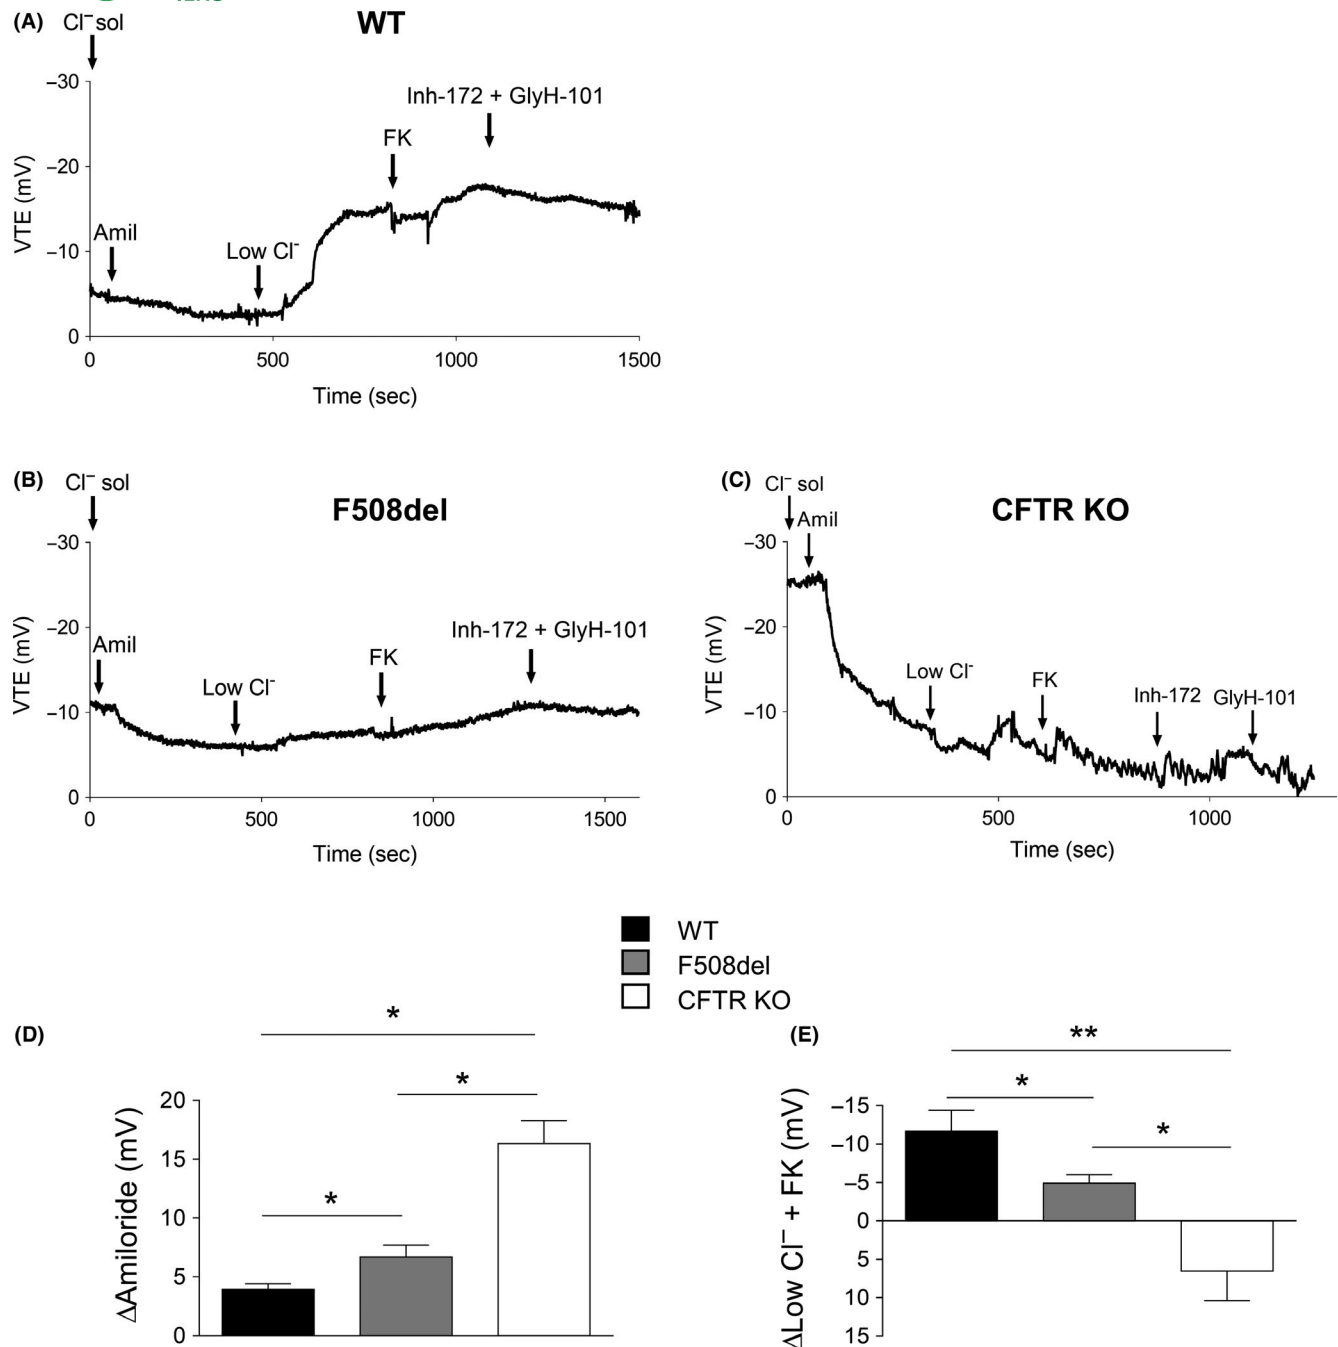 (A)
Cl⁻ sol
WT
−30
−20
−10
0
VTE (mV)
Amil
Low Cl⁻
FK
Inh-172 + GlyH-101
0
500
1000
1500
Time (sec)
(B)
Cl⁻ sol
F508del
−30
−20
−10
0
VTE (mV)
Amil
Low Cl⁻
FK
Inh-172 + GlyH-101
0
500
1000
1500
Time (sec)
(C)
Cl⁻ sol
Amil
CFTR KO
−30
−20
−10
0
VTE (mV)
Low Cl⁻
FK
Inh-172
GlyH-101
0
500
1000
Time (sec)
WT
F508del
CFTR KO
(D)
*
*
*
20
15
10
5
0
ΔAmiloride (mV)
(E)
**
*
*
−15
−10
−5
0
5
10
15
ΔLow Cl⁻ + FK (mV)